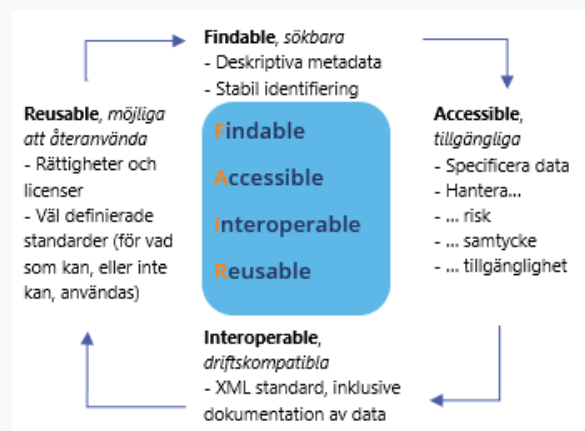 Findable, sökbara
- Deskriptiva metadata
- Stabil identifiering
Reusable, möjliga
att återanvända
- Rättigheter och
licenser
- Väl definierade
standarder (för vad
som kan, eller inte
kan, användas)
Findable
Accessible
Interoperable
Reusable
Accessible,
tillgängliga
- Specificera data
- Hantera...
- ... risk
- ... samtycke
- ... tillgänglighet
Interoperable,
driftskompatibla
- XML standard, inklusive
dokumentation av data